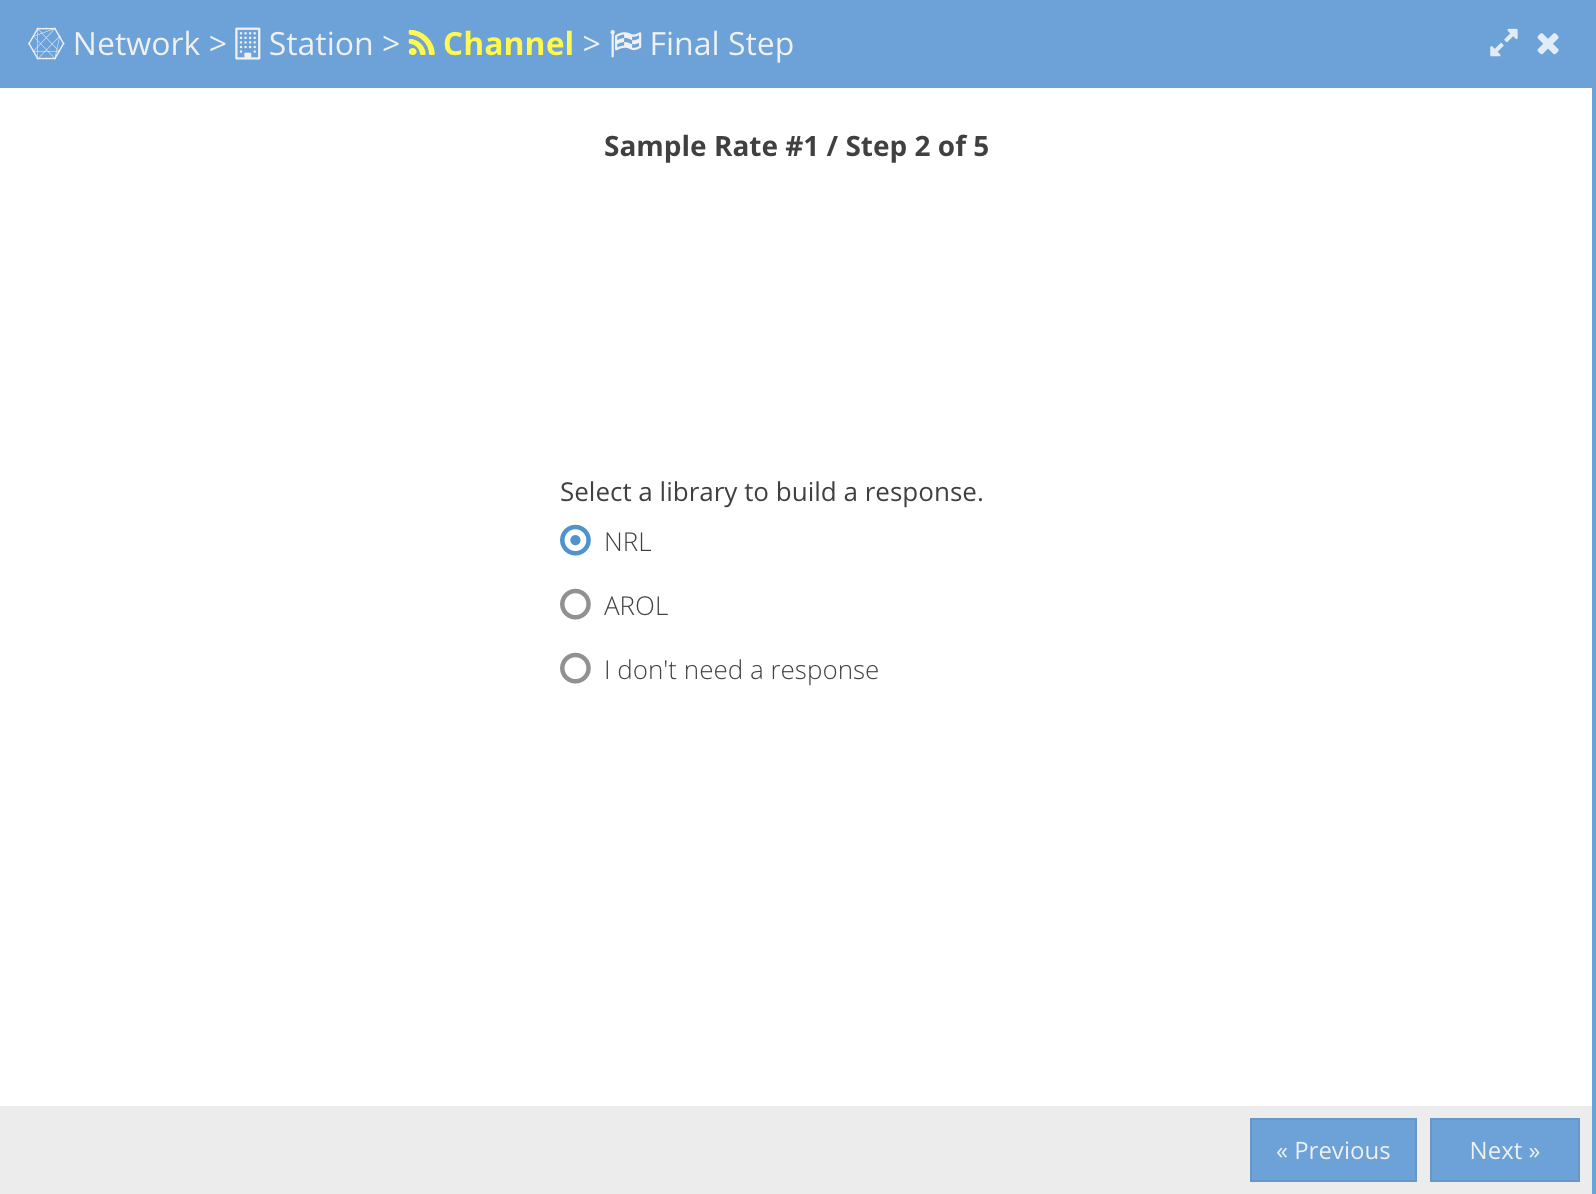 Network > Station > Channel > Final Step
Sample Rate #1 / Step 2 of 5
Select a library to build a response.
NRL
AROL
I don't need a response
« Previous Next »